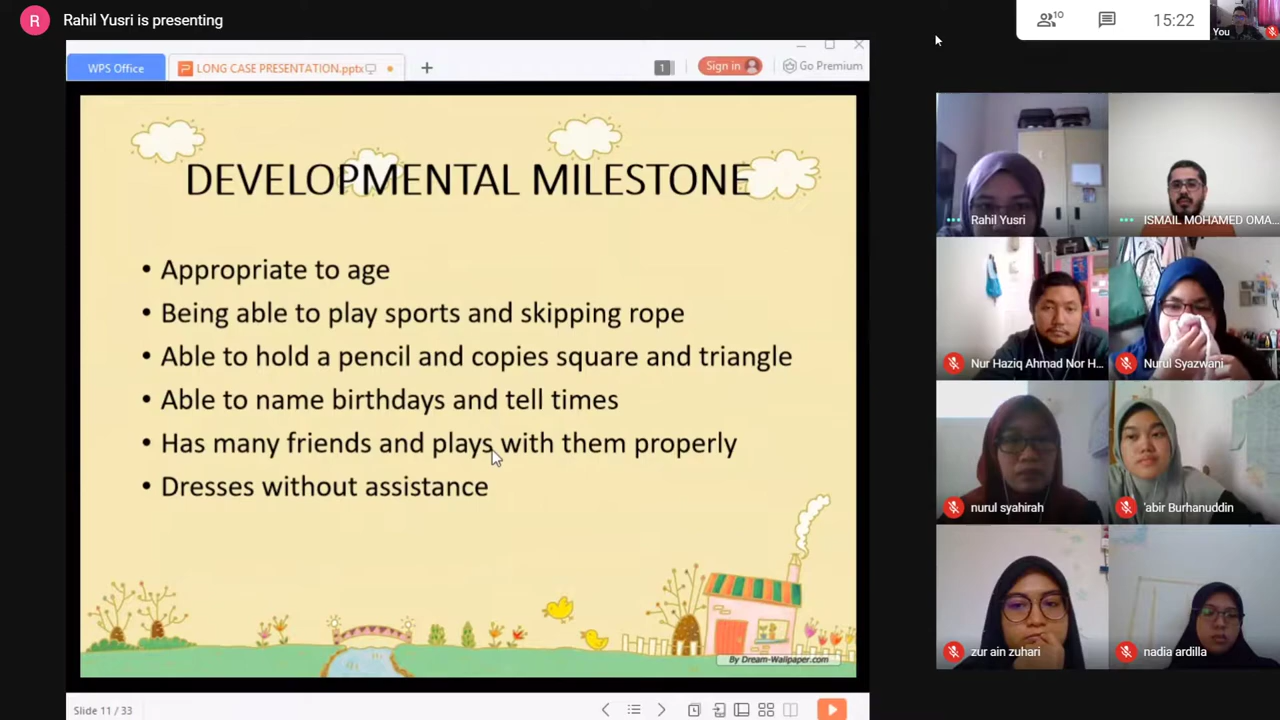 R
Rahil Yusri is presenting
10
15:22
You
WPS Office
LONG CASE PRESENTATION.pptx
+
1
Sign in
Go Premium
DEVELOPMENTAL MILESTONE
• Appropriate to age
• Being able to play sports and skipping rope
• Able to hold a pencil and copies square and triangle
• Able to name birthdays and tell times
• Has many friends and plays with them properly
• Dresses without assistance
By Dream-Wallpaper.com
Slide 11 / 33
Rahil Yusri
ISMAIL MOHAMED OMA...
Nur Haziq Ahmad Nor H...
Nurul Syazwani
nurul syahirah
'abir Burhanuddin
zur ain zuhari
nadia ardilla